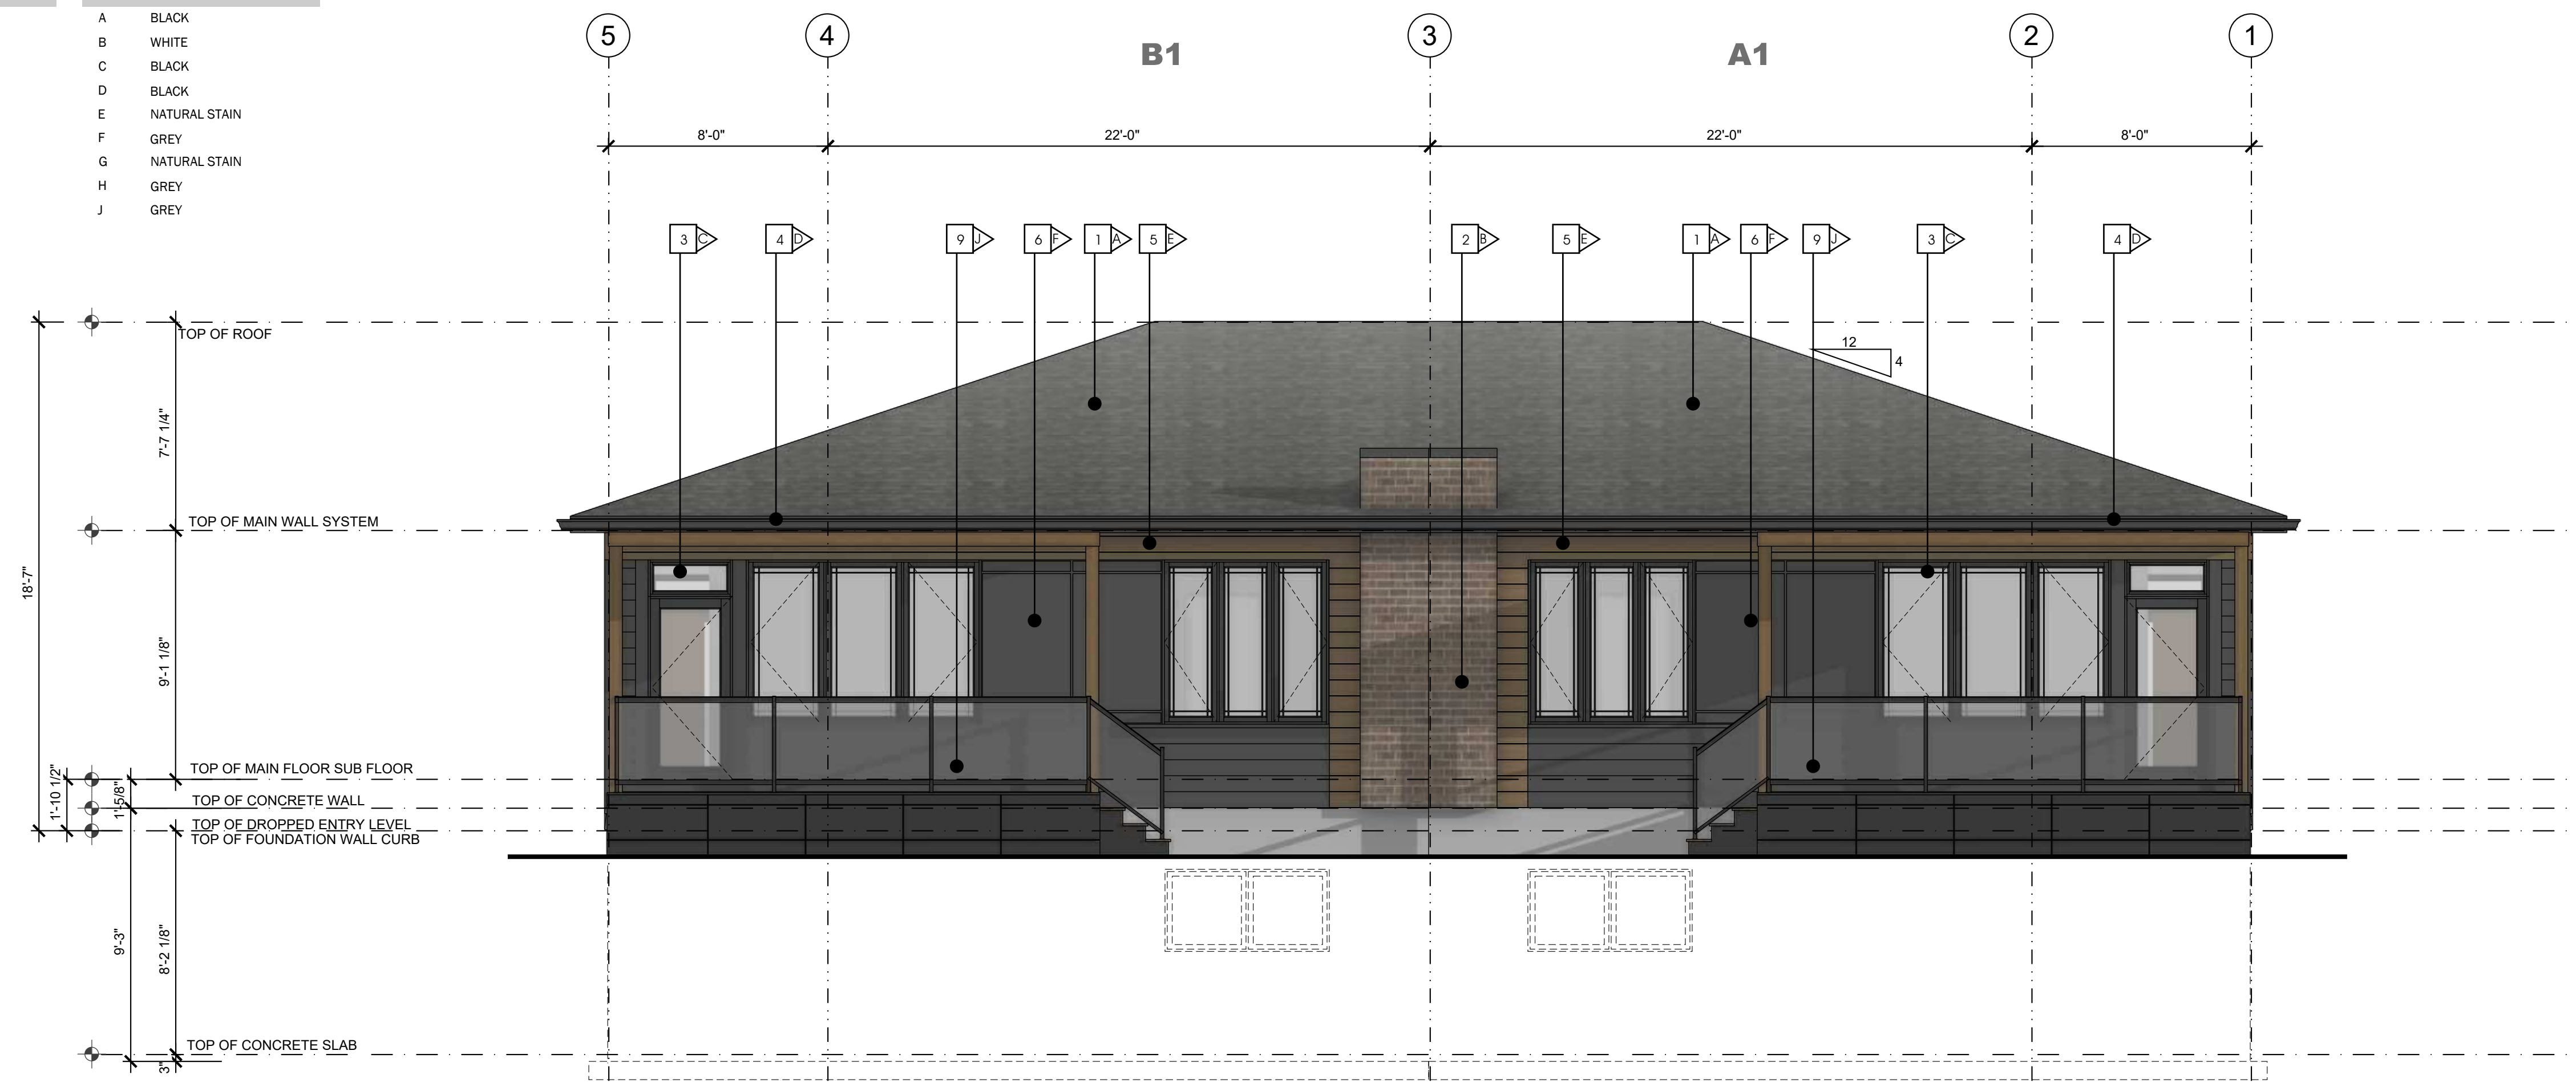 A BLACK
B WHITE
C BLACK
D BLACK
E NATURAL STAIN
F GREY
G NATURAL STAIN
H GREY
J GREY
5 4 3 2 1
B1 A1
8'-0" 22'-0" 22'-0" 8'-0"
3 C 4 D 9 J 6 F 1 A 5 E 2 B 5 E 1 A 6 F 9 J 3 C 4 D
TOP OF ROOF
12
4
7'-7 1/4"
TOP OF MAIN WALL SYSTEM
18'-7"
9'-1 1/8"
TOP OF MAIN FLOOR SUB FLOOR
1'-10 1/2"
1'-5/8"
TOP OF CONCRETE WALL
TOP OF DROPPED ENTRY LEVEL
TOP OF FOUNDATION WALL CURB
9'-3"
8'-2 1/8"
TOP OF CONCRETE SLAB
3"